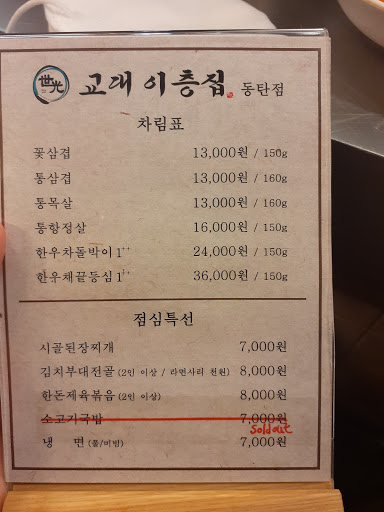 世光 교대 이층집 동탄점
차림표
꽃삼겹 13,000원 / 150g
통삼겹 13,000원 / 160g
통목살 13,000원 / 160g
통항정살 16,000원 / 150g
한우차돌박이 1++ 24,000원 / 150g
한우채끝등심 1++ 36,000원 / 150g
점심특선
시골된장찌개 7,000원
김치부대전골 (2인 이상 / 라면사리 천원) 8,000원
한돈제육볶음 (2인 이상) 8,000원
소고기국밥 7,000원
Sold out
냉 면 (물/비빔) 7,000원